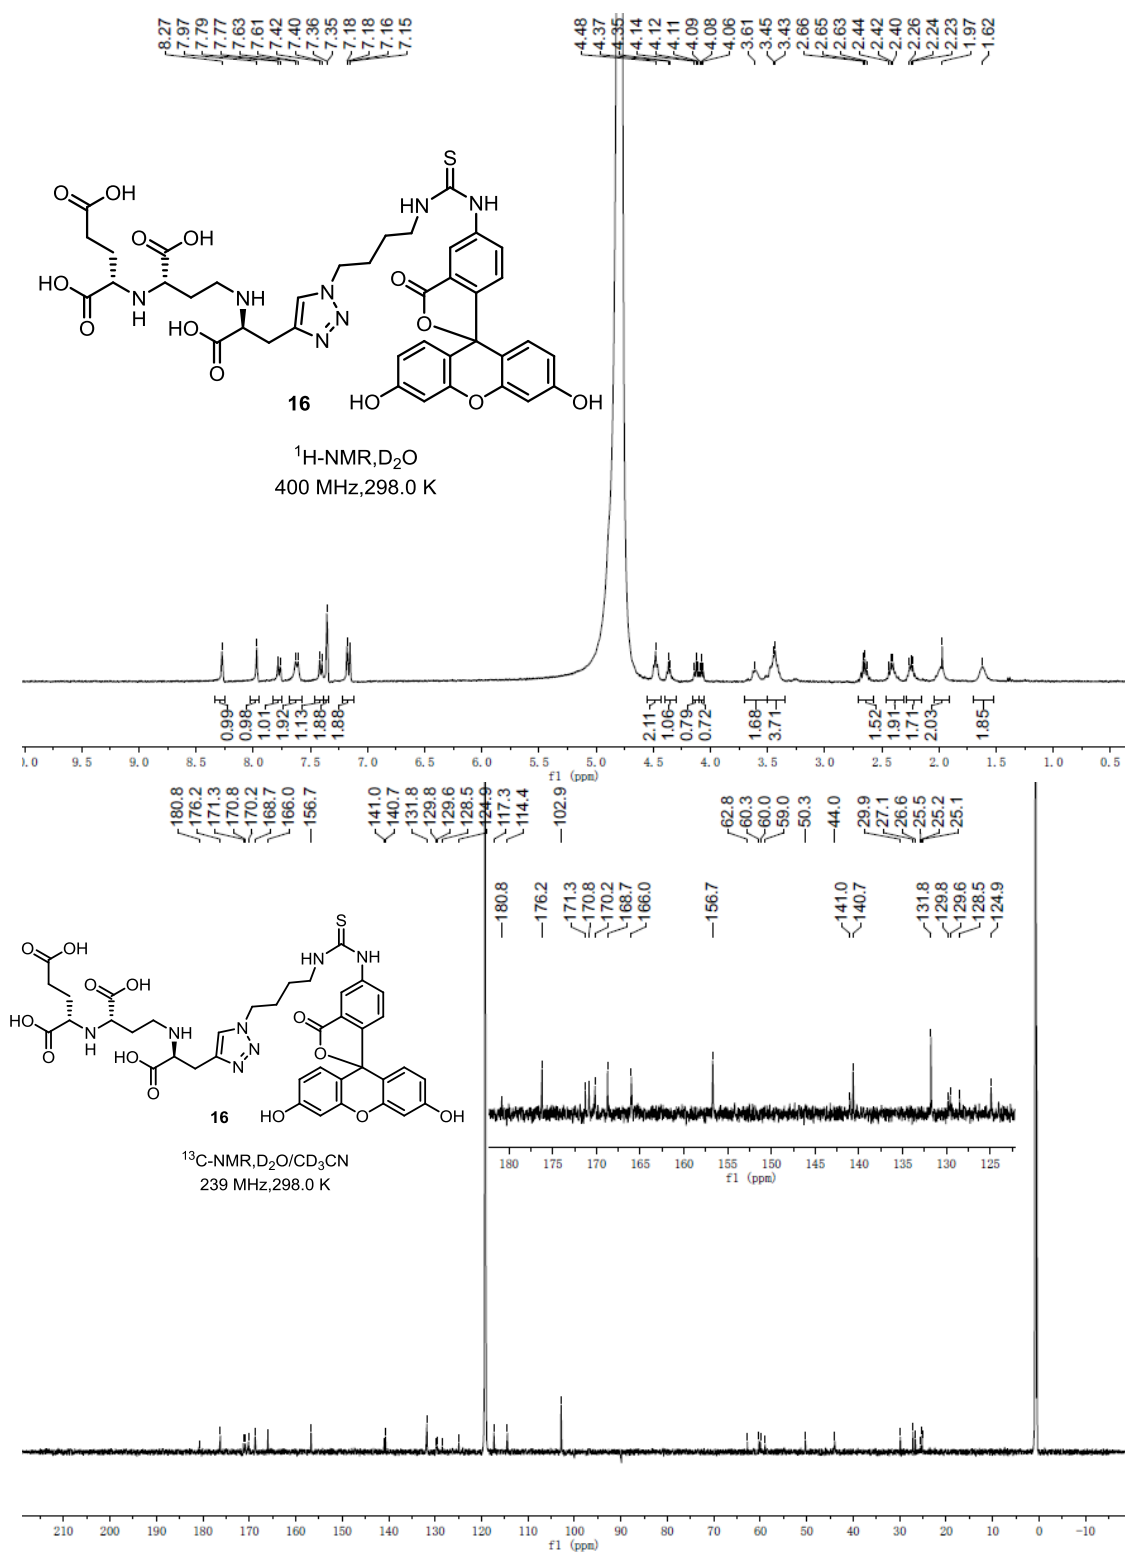 8.27 7.97 7.79 7.77 7.63 7.61 7.42 7.40 7.36 7.35 7.18 7.18 7.16 7.15 4.48 4.37 4.35 4.14 4.12 4.11 4.09 4.08 4.06 3.61 3.45 3.43 2.66 2.65 2.63 2.44 2.42 2.40 2.26 2.24 2.23 1.97 1.62
S
HN NH
O OH
O OH
HO O
N H
NH
HO O
N N N
O
O
HO O OH
16
1H-NMR,D2O
400 MHz,298.0 K
0.99 0.98 1.01 1.92 1.13 1.88 1.88 2.11 1.06 0.79 0.72 1.68 3.71 1.52 1.91 1.71 2.03 1.85
0.0 9.5 9.0 8.5 8.0 7.5 7.0 6.5 6.0 5.5 5.0 4.5 4.0 3.5 3.0 2.5 2.0 1.5 1.0 0.5
f1 (ppm)
180.8 176.2 171.3 170.8 170.2 168.7 166.0 156.7 141.0 140.7 131.8 129.8 129.6 128.5 124.9 117.3 114.4 102.9 62.8 60.3 60.0 59.0 50.3 44.0 29.9 27.1 26.6 25.5 25.2 25.1
180.8 176.2 171.3 170.8 170.2 168.7 166.0 156.7 141.0 140.7 131.8 129.8 129.6 128.5 124.9
S
HN NH
O OH
O OH
HO O
N H
NH
HO O
N N N
O
O
HO O OH
16
13C-NMR,D2O/CD3CN
239 MHz,298.0 K
180 175 170 165 160 155 150 145 140 135 130 125
f1 (ppm)
210 200 190 180 170 160 150 140 130 120 110 100 90 80 70 60 50 40 30 20 10 0 -10
f1 (ppm)